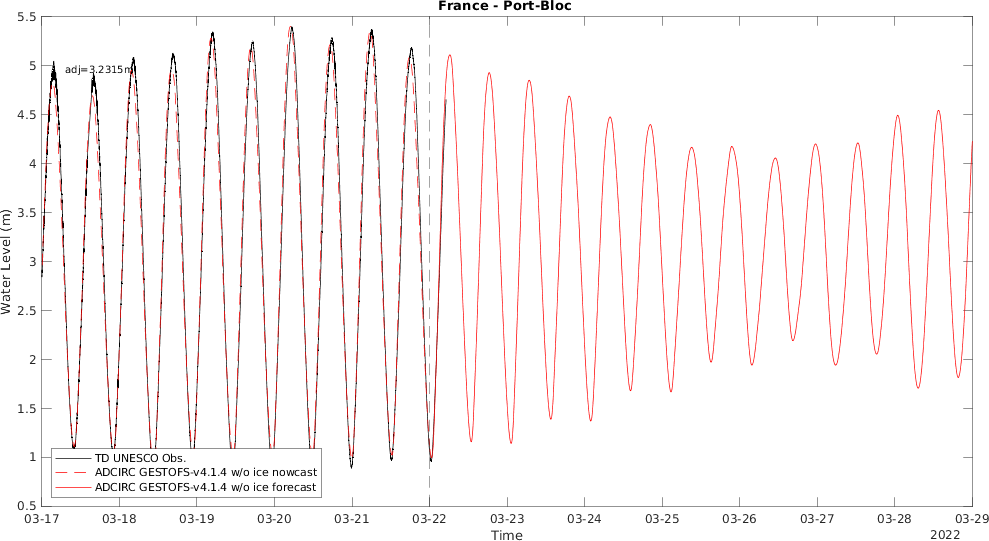 France - Port-Bloc
5.5
5
4.5
4
3.5
3
2.5
2
1.5
1
0.5
Water Level (m)
adj=3.2315m
TD UNESCO Obs.
ADCIRC GESTOFS-v4.1.4 w/o ice nowcast
ADCIRC GESTOFS-v4.1.4 w/o ice forecast
03-17 03-18 03-19 03-20 03-21 03-22 03-23 03-24 03-25 03-26 03-27 03-28 03-29
Time
2022